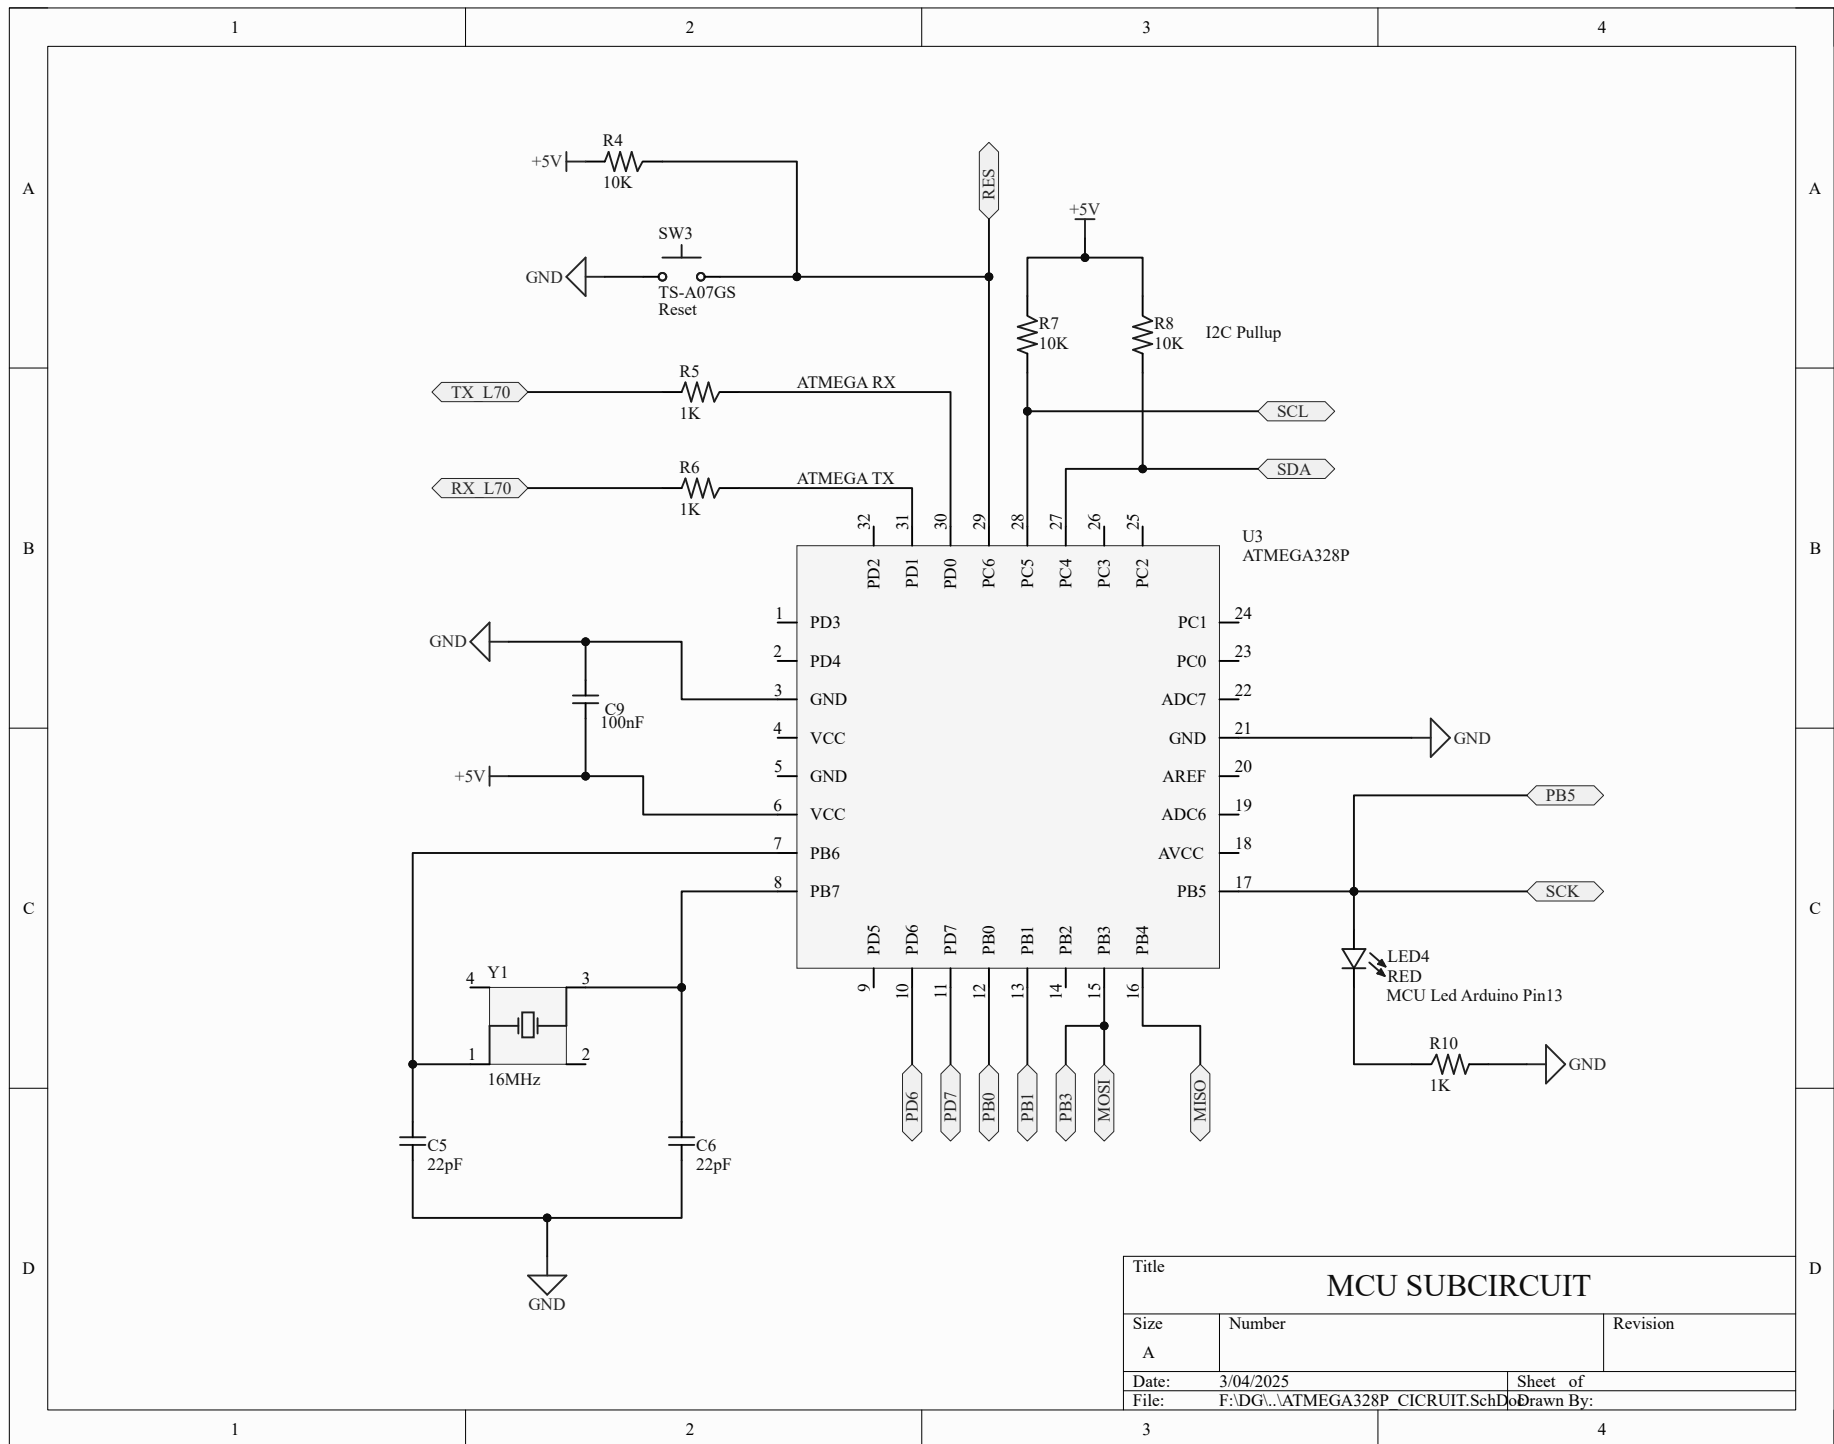 1 2 3 4
A A
R4
+5V
10K
RES
+5V
SW3
GND
TS-A07GS
Reset
R7
10K
R8
10K
I2C Pullup
TX_L70
R5
1K
ATMEGA RX
SCL
RX_L70
R6
1K
ATMEGA TX
SDA
32 31 30 29 28 27 26 25
B B
U3
ATMEGA328P
PD2 PD1 PD0 PC6 PC5 PC4 PC3 PC2
1 PD3 PC1 24
GND
2 PD4 PC0 23
3 GND ADC7 22
C9
100nF
4 VCC GND 21 GND
+5V
5 GND AREF 20
PB5
6 VCC ADC6 19
7 PB6 AVCC 18
8 PB7 PB5 17 SCK
C C
PD5 PD6 PD7 PB0 PB1 PB2 PB3 PB4
9 10 11 12 13 14 15 16
LED4
RED
MCU Led Arduino Pin13
Y1
4 3
1 2
16MHz
R10
1K
GND
PD6 PD7 PB0 PB1 PB3 MOSI MISO
C5
22pF
C6
22pF
GND
D D
Title
MCU SUBCIRCUIT
Size Number Revision
A
Date: 3/04/2025 Sheet of
File: F:\DG\..\ATMEGA328P_CICRUIT.SchDoc Drawn By:
1 2 3 4